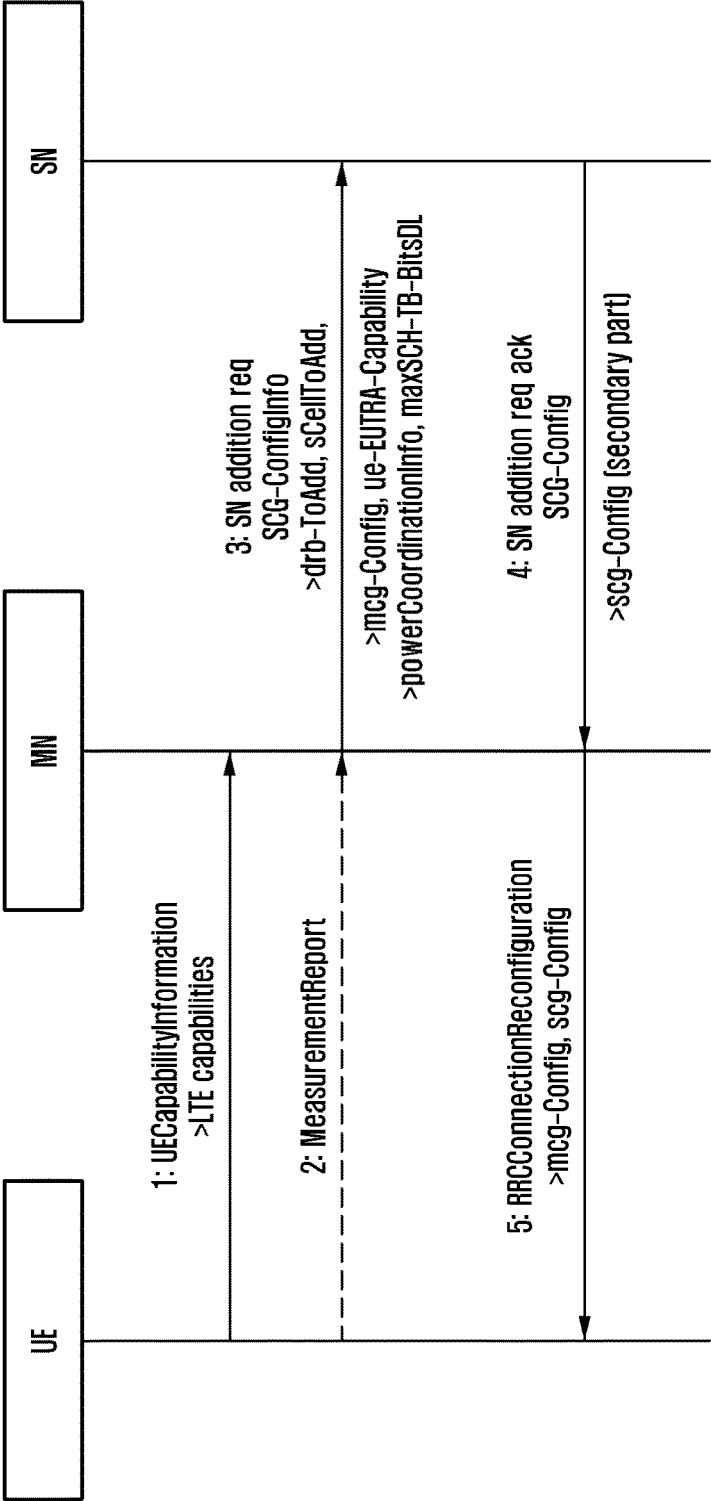 UE
MN
SN
1: UECapabilityInformation
>LTE capabilities
2: MeasurementReport
3: SN addition req
SCG-ConfigInfo
>drb-ToAdd, sCellToAdd,
>mcg-Config, ue-EUTRA-Capability
>powerCoordinationInfo, maxSCH-TB-BitsDL
4: SN addition req ack
SCG-Config
>scg-Config (secondary part)
5: RRCConnectionReconfiguration
>mcg-Config, scg-Config